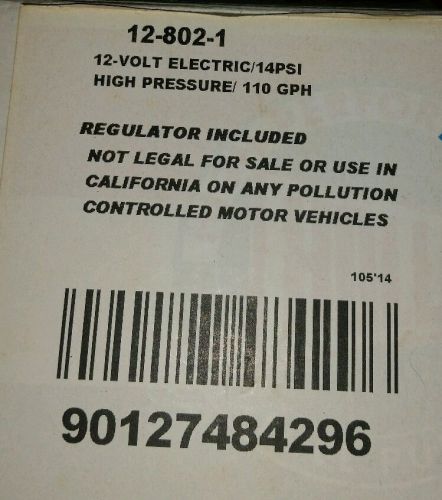 12-802-1
12-VOLT ELECTRIC/14PSI
HIGH PRESSURE/ 110 GPH
REGULATOR INCLUDED
NOT LEGAL FOR SALE OR USE IN
CALIFORNIA ON ANY POLLUTION
CONTROLLED MOTOR VEHICLES
105'14
90127484296